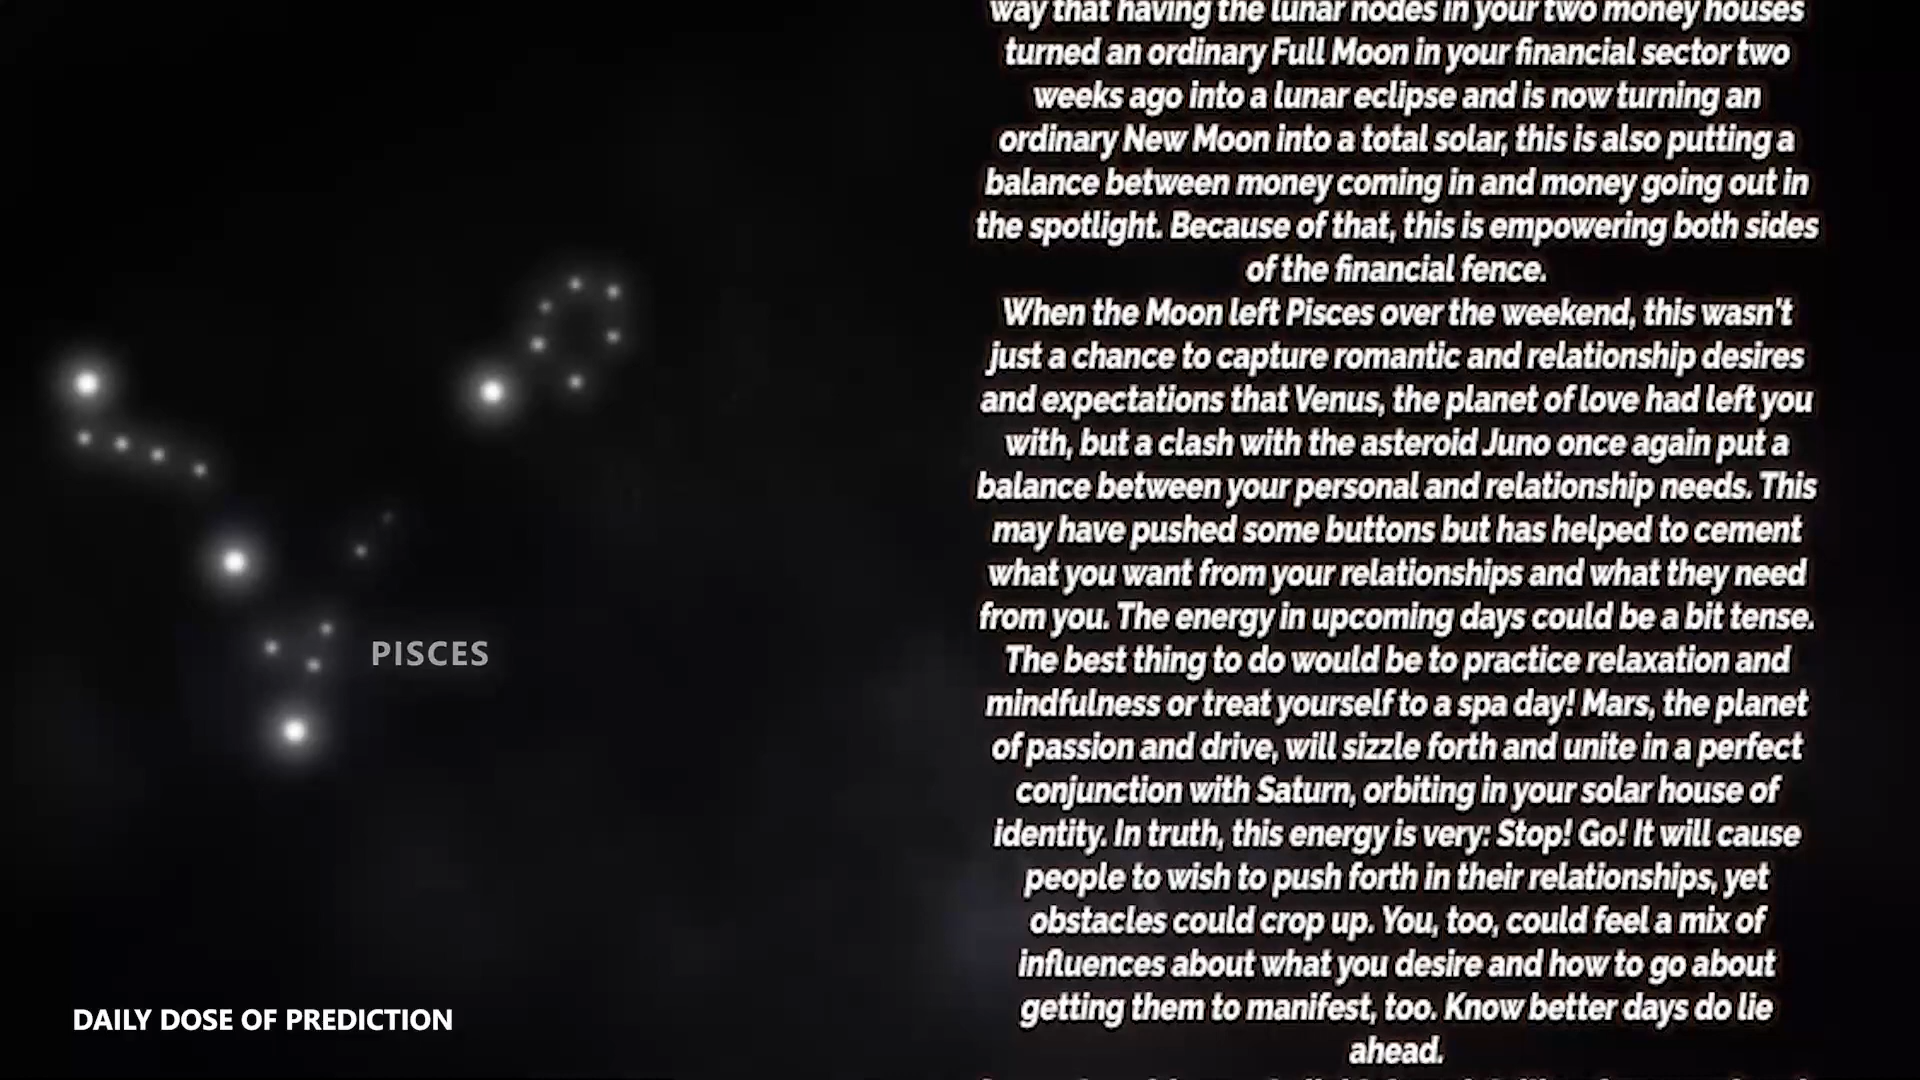 way that having the lunar nodes in your two money houses
turned an ordinary Full Moon in your financial sector two
weeks ago into a lunar eclipse and is now turning an
ordinary New Moon into a total solar, this is also putting a
balance between money coming in and money going out in
the spotlight. Because of that, this is empowering both sides
of the financial fence.
When the Moon left Pisces over the weekend, this wasn't
just a chance to capture romantic and relationship desires
and expectations that Venus, the planet of love had left you
with, but a clash with the asteroid Juno once again put a
balance between your personal and relationship needs. This
may have pushed some buttons but has helped to cement
what you want from your relationships and what they need
from you. The energy in upcoming days could be a bit tense.
The best thing to do would be to practice relaxation and
mindfulness or treat yourself to a spa day! Mars, the planet
of passion and drive, will sizzle forth and unite in a perfect
conjunction with Saturn, orbiting in your solar house of
identity. In truth, this energy is very: Stop! Go! It will cause
people to wish to push forth in their relationships, yet
obstacles could crop up. You, too, could feel a mix of
influences about what you desire and how to go about
getting them to manifest, too. Know better days do lie
ahead.
PISCES
DAILY DOSE OF PREDICTION